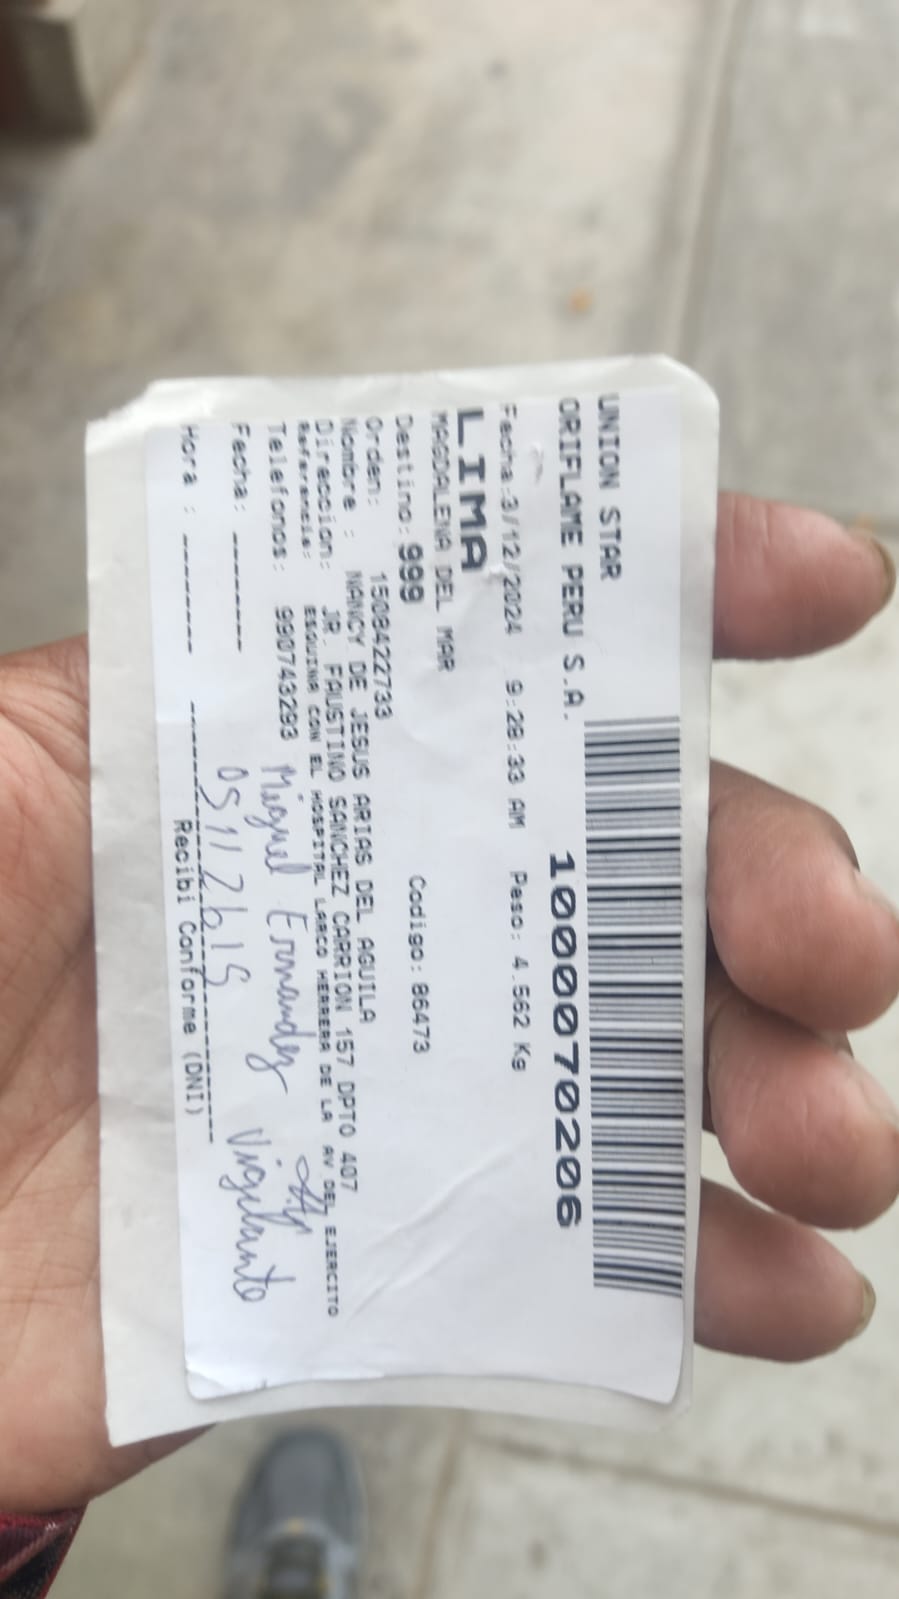 UNION STAR
ORIFLAME PERU S.A.
1000070206
Fecha:3/12/2024 9:28:33 AM Peso: 4.562 Kg
LIMA
MAGDALENA DEL MAR
Destino: 999 Codigo: 86473
Orden: 1508422733
Nombre : NANCY DE JESUS ARIAS DEL AGUILA
Direccion: JR. FAUSTINO SANCHEZ CARRION 157 DPTO 407
Referencia: ESQUINA CON EL HOSPITAL LARCO HERRERA DE LA AV DEL EJERCITO
Telefonos: 990743293
Miguel Ernandez
Fecha: ------
Vigilante
Hora : ------
Recibi Conforme (DNI)